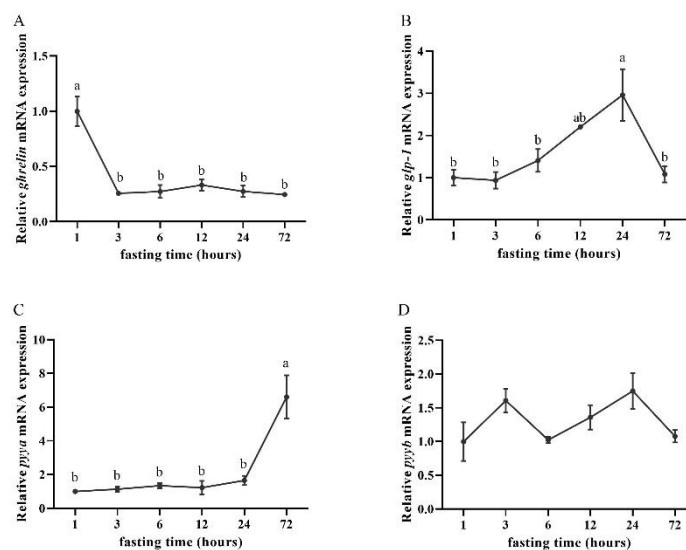 A
Relative ghrelin mRNA expression
1.5
1.0
0.5
0.0
a
b
b
b
b
b
1 3 6 12 24 72
fasting time (hours)
B
Relative glp-1 mRNA expression
4
3
2
1
0
b
b
b
ab
a
b
1 3 6 12 24 72
fasting time (hours)
C
Relative pyya mRNA expression
10
8
6
4
2
0
b
b
b
b
b
a
1 3 6 12 24 72
fasting time (hours)
D
Relative pyyb mRNA expression
2.5
2.0
1.5
1.0
0.5
0.0
1 3 6 12 24 72
fasting time (hours)